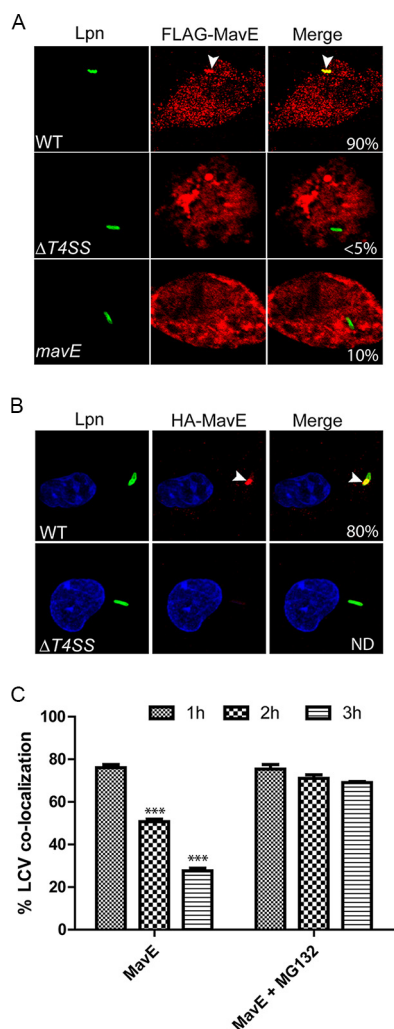 A
Lpn FLAG-MavE Merge
WT 90%
ΔT4SS <5%
mavE 10%
B
Lpn HA-MavE Merge
WT 80%
ΔT4SS ND
C
1h 2h 3h
% LCV co-localization
100
80
60
40
20
0
***
***
MavE
MavE + MG132